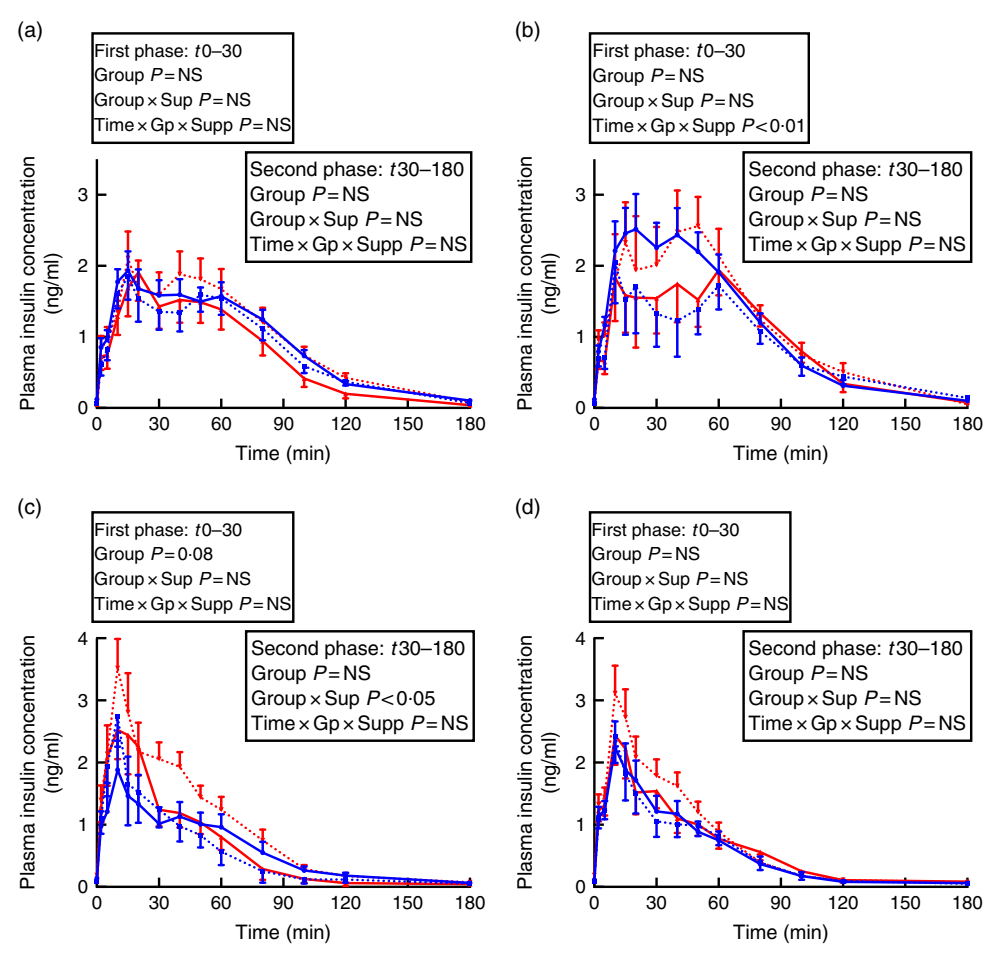 (a)
First phase: t0–30
Group P=NS
Group×Sup P=NS
Time×Gp×Supp P=NS
Second phase: t30–180
Group P=NS
Group×Sup P=NS
Time×Gp×Supp P=NS
Plasma insulin concentration
(ng/ml)
3
2
1
0
0 30 60 90 120 150 180
Time (min)
(b)
First phase: t0–30
Group P=NS
Group×Sup P=NS
Time×Gp×Supp P<0·01
Second phase: t30–180
Group P=NS
Group×Sup P=NS
Time×Gp×Supp P=NS
Plasma insulin concentration
(ng/ml)
3
2
1
0
0 30 60 90 120 150 180
Time (min)
(c)
First phase: t0–30
Group P=0·08
Group×Sup P=NS
Time×Gp×Supp P=NS
Second phase: t30–180
Group P=NS
Group×Sup P<0·05
Time×Gp×Supp P=NS
Plasma insulin concentration
(ng/ml)
4
3
2
1
0
0 30 60 90 120 150 180
Time (min)
(d)
First phase: t0–30
Group P=NS
Group×Sup P=NS
Time×Gp×Supp P=NS
Second phase: t30–180
Group P=NS
Group×Sup P=NS
Time×Gp×Supp P=NS
Plasma insulin concentration
(ng/ml)
4
3
2
1
0
0 30 60 90 120 150 180
Time (min)